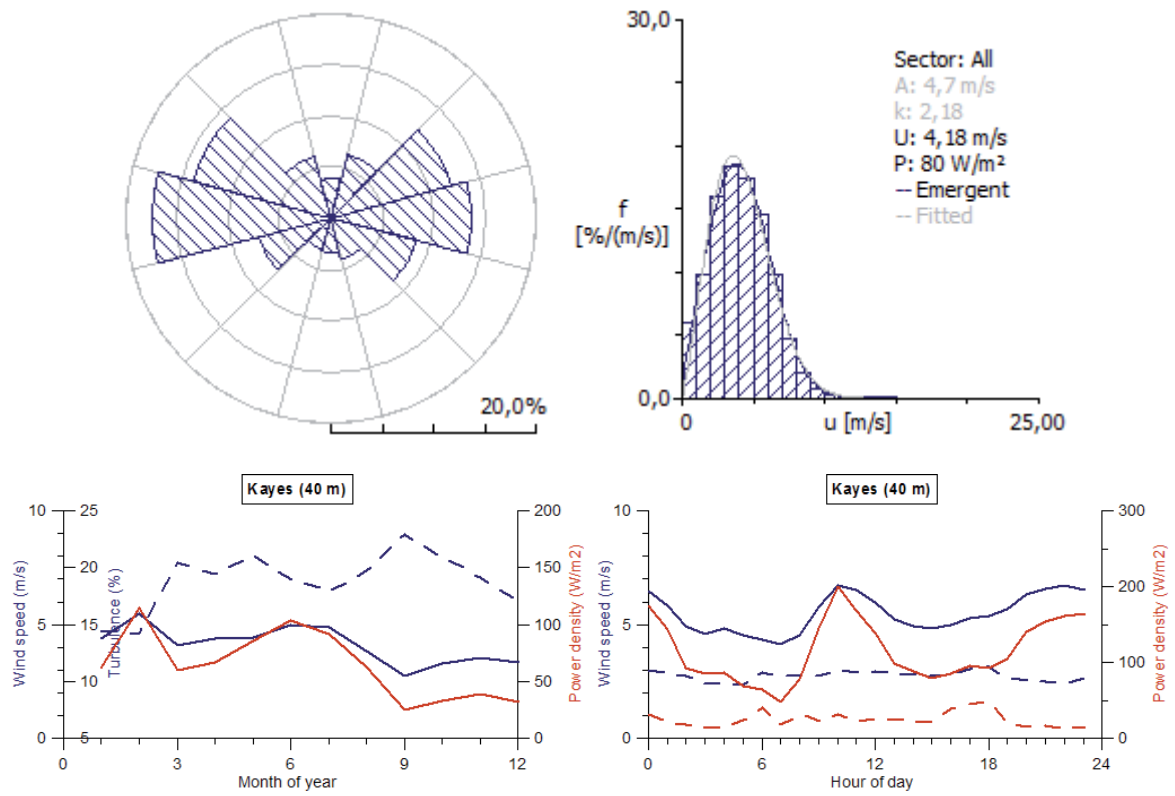 20,0%
30,0
f
[%/(m/s)]
0,0
0
u [m/s]
25,00
Sector: All
A: 4,7 m/s
k: 2,18
U: 4,18 m/s
P: 80 W/m²
-- Emergent
-- Fitted
Kayes (40 m)
10
5
0
Wind speed (m/s)
25
20
15
10
5
Turbulence (%)
200
150
100
50
0
Power density (W/m2)
0
3
6
9
12
Month of year
Kayes (40 m)
10
5
0
Wind speed (m/s)
300
200
100
0
Power density (W/m2)
0
6
12
18
24
Hour of day